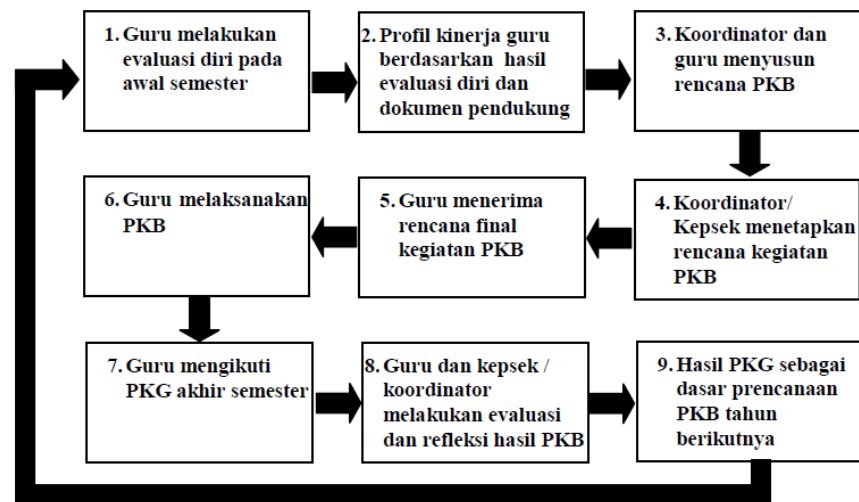 1. Guru melakukan
evaluasi diri pada
awal semester
2. Profil kinerja guru
berdasarkan hasil
evaluasi diri dan
dokumen pendukung
3. Koordinator dan
guru menyusun
rencana PKB
4. Koordinator/
Kepsek menetapkan
rencana kegiatan
PKB
5. Guru menerima
rencana final
kegiatan PKB
6. Guru melaksanakan
PKB
7. Guru mengikuti
PKG akhir semester
8. Guru dan kepsek /
koordinator
melakukan evaluasi
dan refleksi hasil PKB
9. Hasil PKG sebagai
dasar prencanaan
PKB tahun
berikutnya